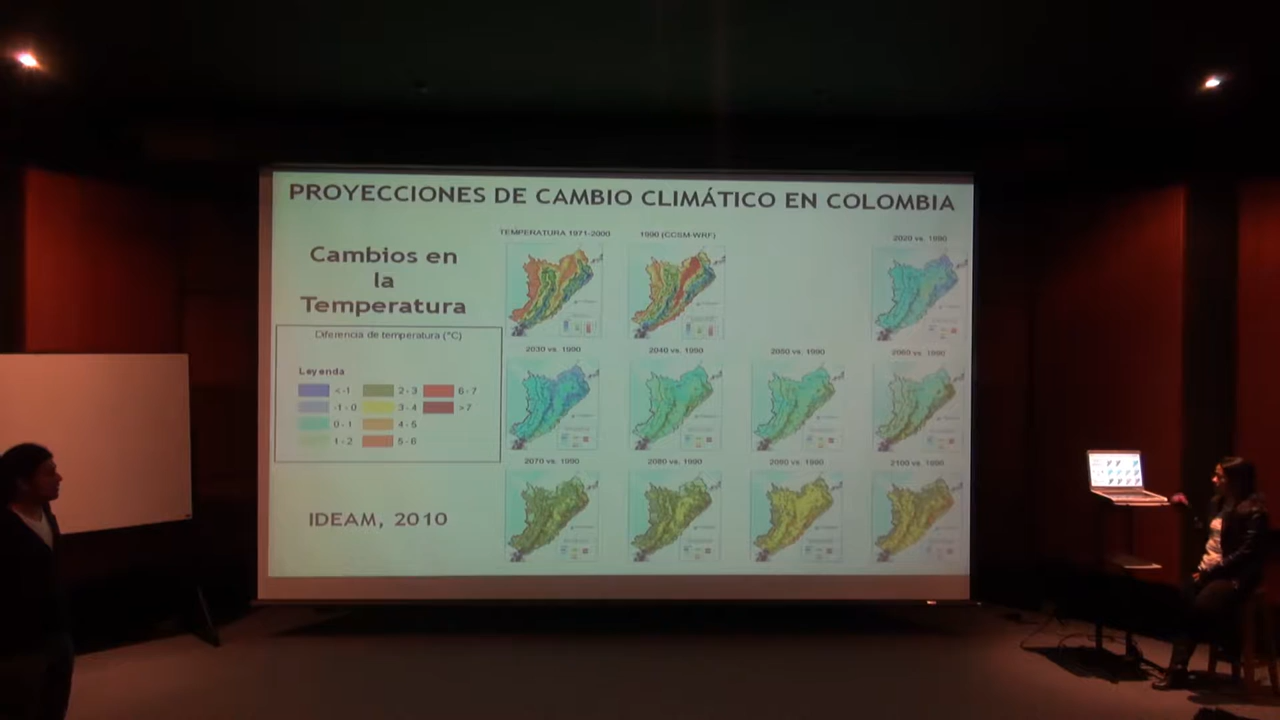 PROYECCIONES DE CAMBIO CLIMÁTICO EN COLOMBIA
Cambios en
la
Temperatura
TEMPERATURA 1971-2000
1990 (CCSM-WRF)
2020 vs. 1990
Diferencia de temperatura (°C)
Leyenda
< -1
2 - 3
6 - 7
-1 - 0
3 - 4
> 7
0 - 1
4 - 5
1 - 2
5 - 6
2030 vs. 1990
2040 vs. 1990
2050 vs. 1990
2060 vs. 1990
2070 vs. 1990
2080 vs. 1990
2090 vs. 1990
2100 vs. 1990
IDEAM, 2010